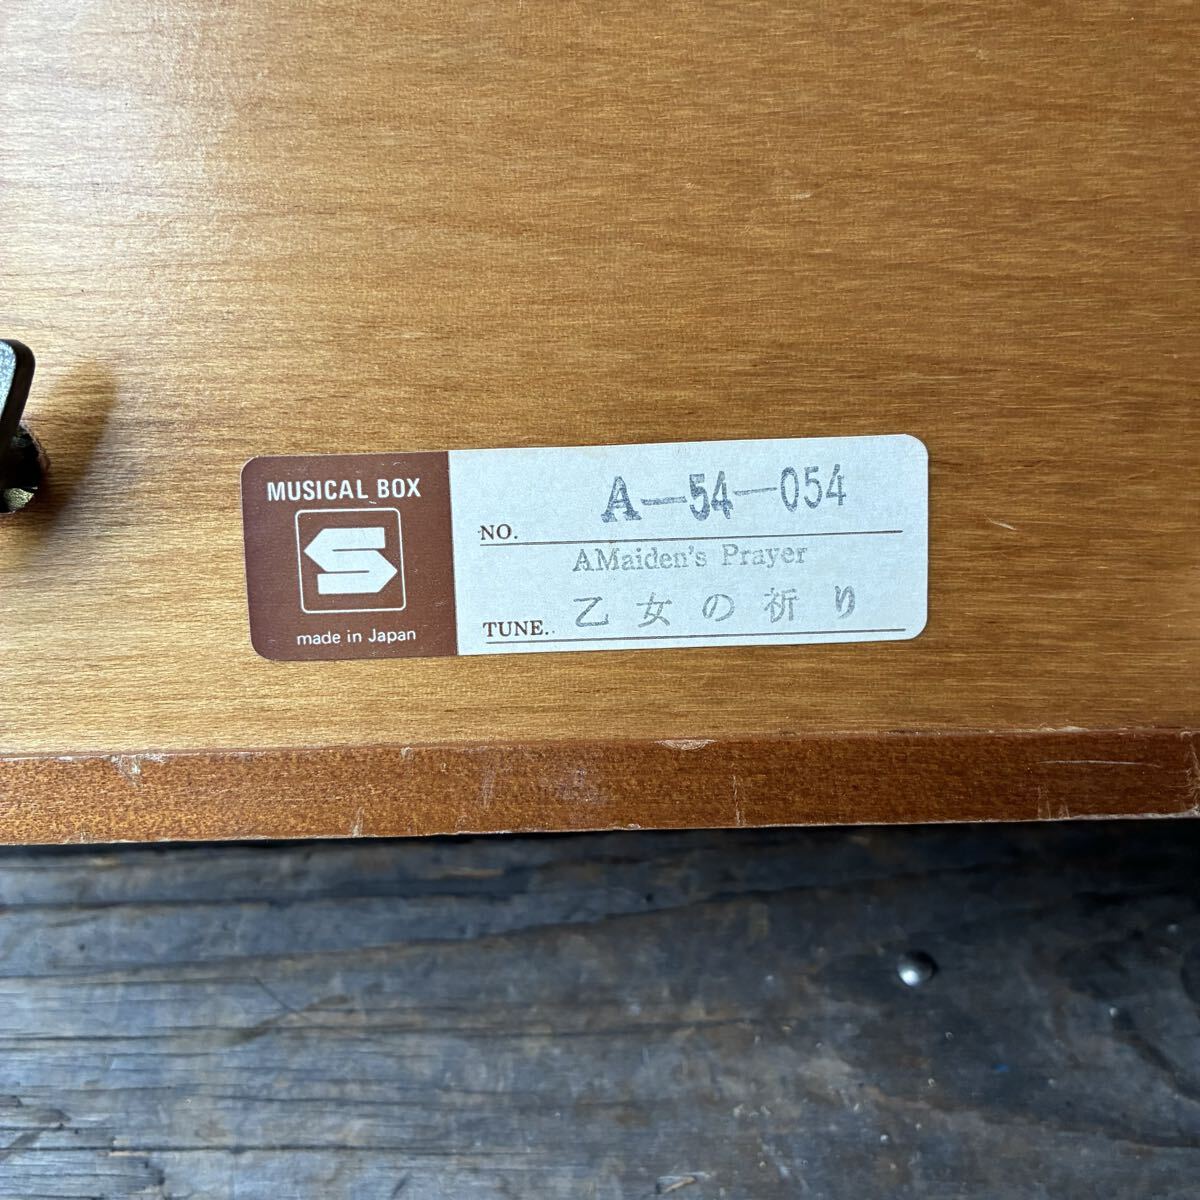 MUSICAL BOX
S
made in Japan
NO. A-54-054
AMaiden's Prayer
TUNE. 乙女の祈り